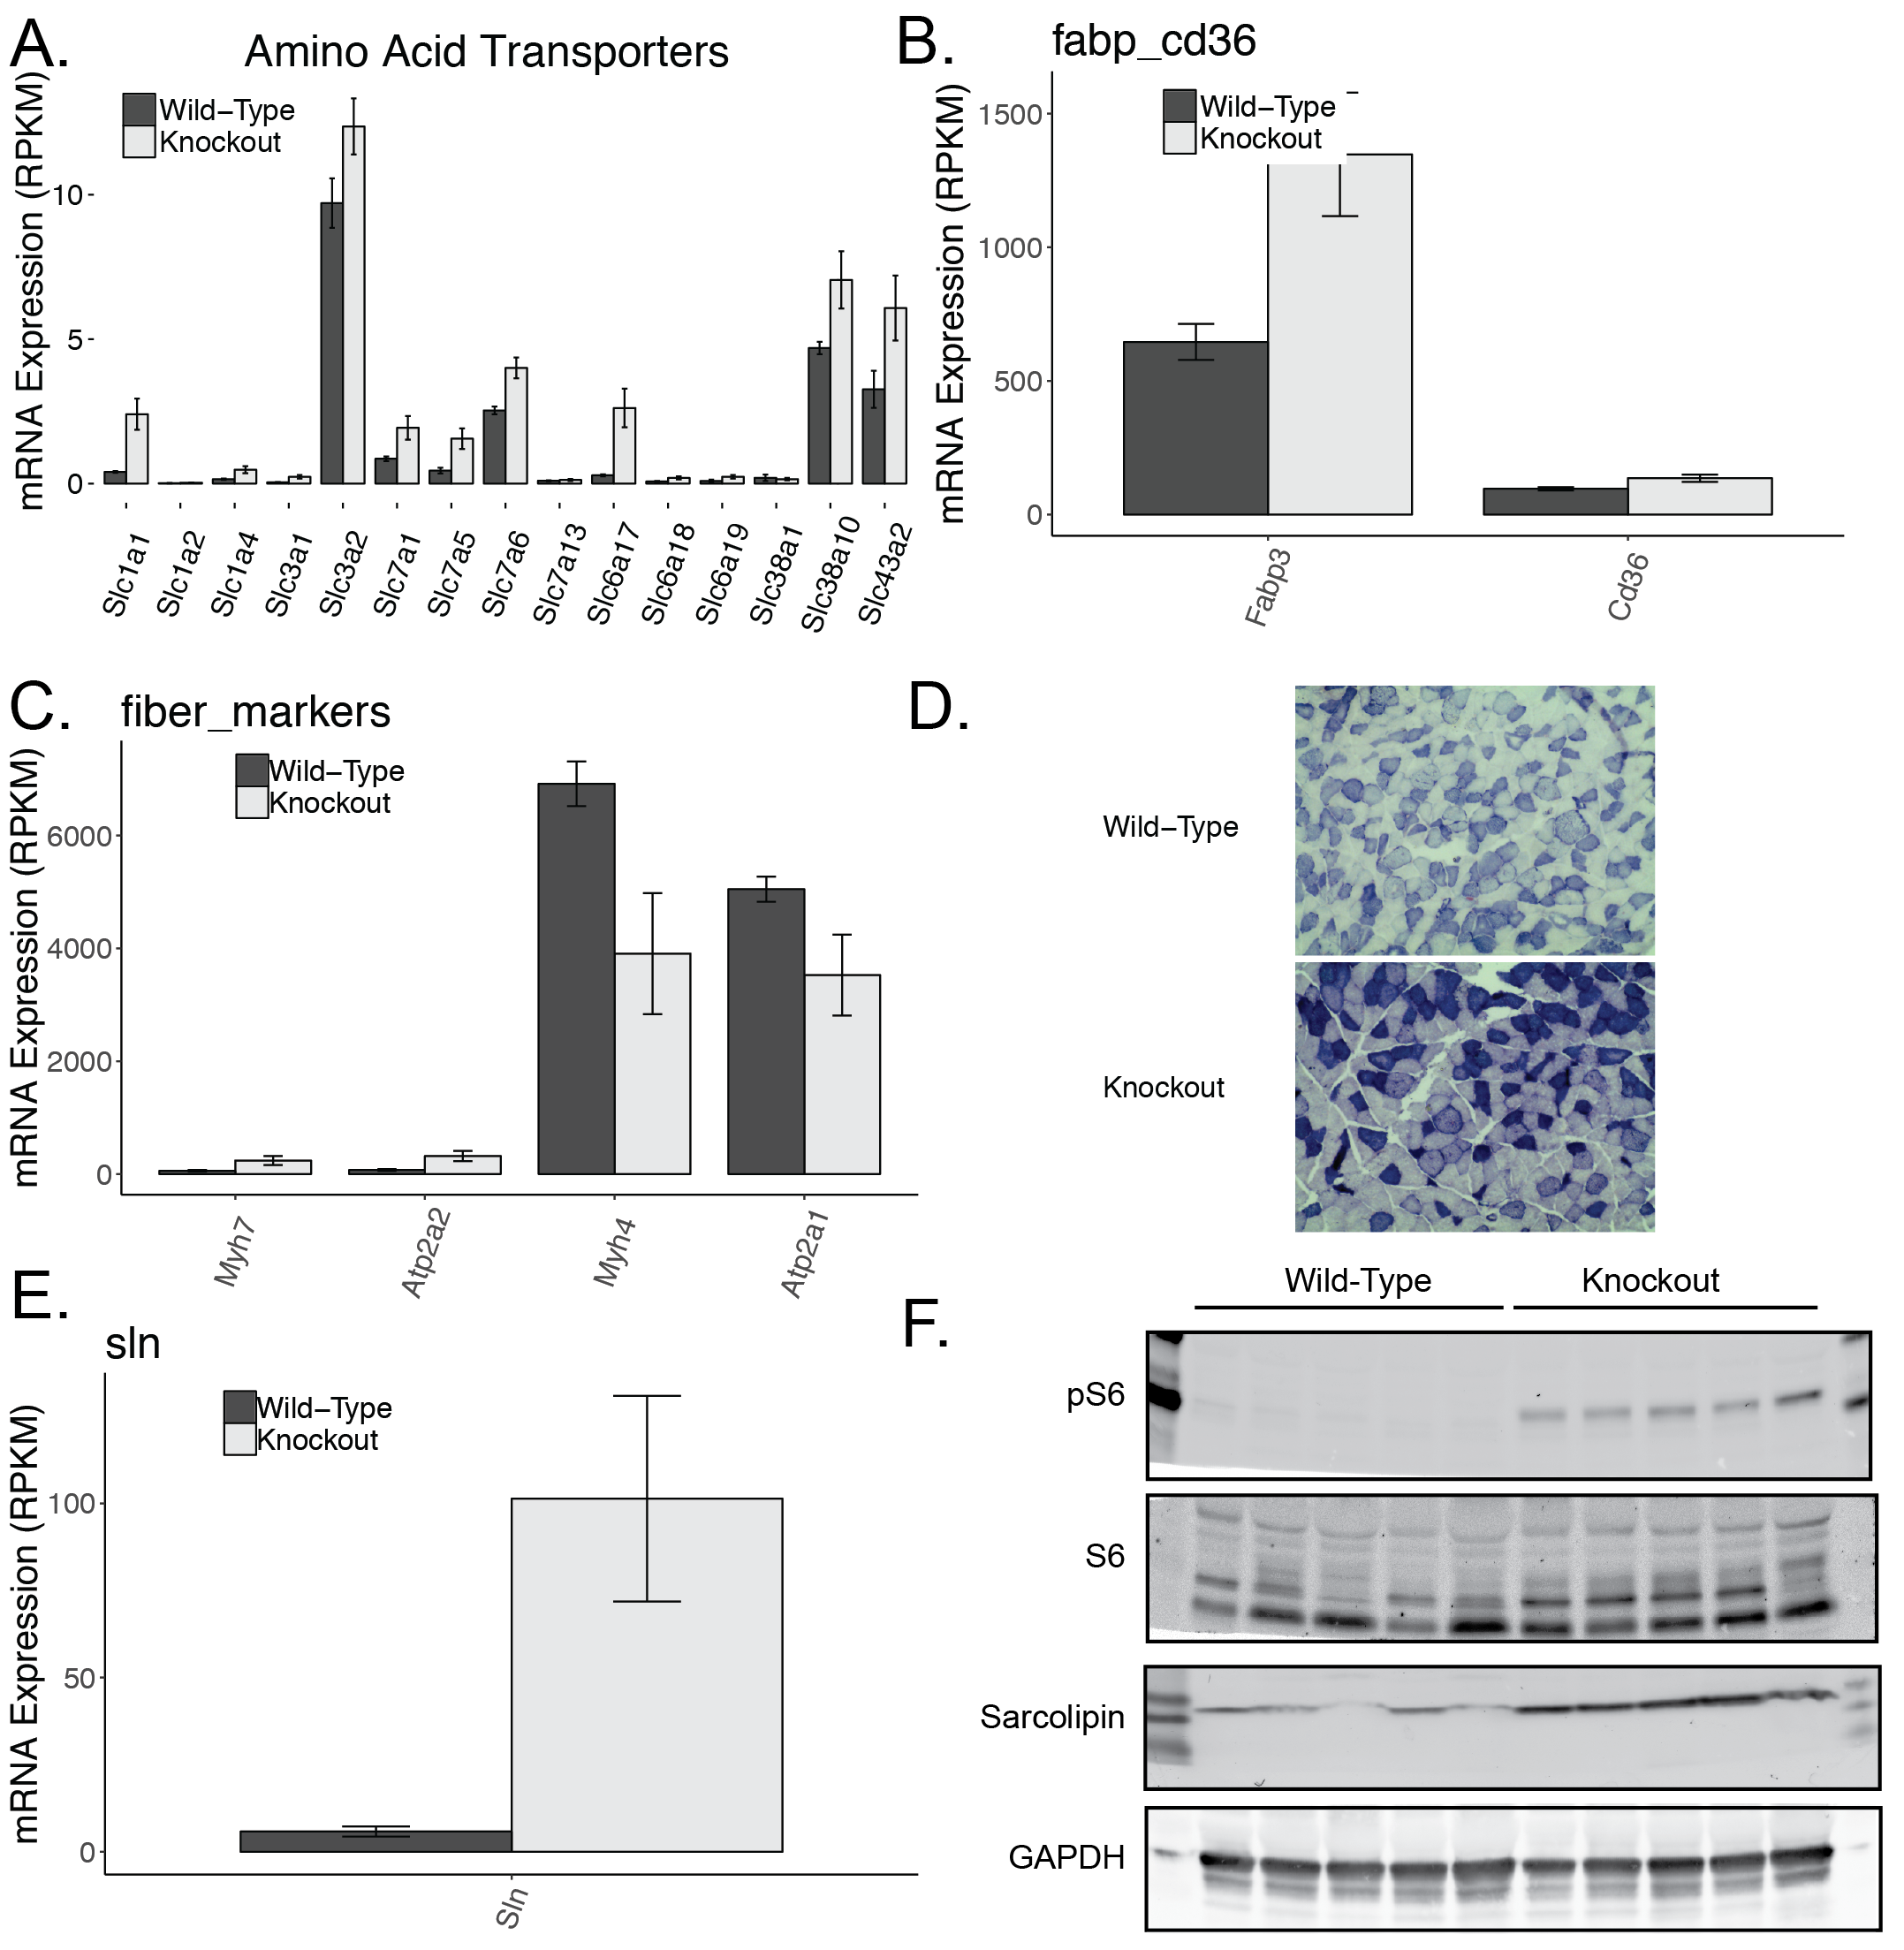 A.
Amino Acid Transporters
mRNA Expression (RPKM)
Wild–Type
Knockout
10
5
0
Slc1a1
Slc1a2
Slc1a4
Slc3a1
Slc3a2
Slc7a1
Slc7a5
Slc7a6
Slc7a13
Slc6a17
Slc6a18
Slc6a19
Slc38a1
Slc38a10
Slc43a2
B.
fabp_cd36
mRNA Expression (RPKM)
Wild–Type
Knockout
1500
1000
500
0
Fabp3
Cd36
C.
fiber_markers
mRNA Expression (RPKM)
Wild–Type
Knockout
6000
4000
2000
0
Myh7
Atp2a2
Myh4
Atp2a1
D.
Wild–Type
Knockout
E.
sln
mRNA Expression (RPKM)
Wild–Type
Knockout
100
50
0
Sln
F.
Wild-Type
Knockout
pS6
S6
Sarcolipin
GAPDH